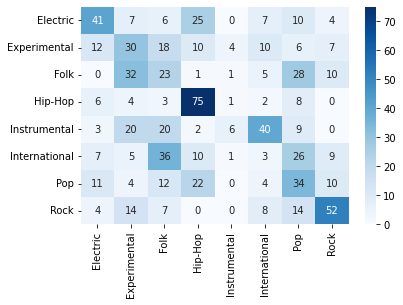 Electric 41 7 6 25 0 7 10 4
Experimental 12 30 18 10 4 10 6 7
Folk 0 32 23 1 1 5 28 10
Hip-Hop 6 4 3 75 1 2 8 0
Instrumental 3 20 20 2 6 40 9 0
International 7 5 36 10 1 3 26 9
Pop 11 4 12 22 0 4 34 10
Rock 4 14 7 0 0 8 14 52
Electric
Experimental
Folk
Hip-Hop
Instrumental
International
Pop
Rock
70
60
50
40
30
20
10
0